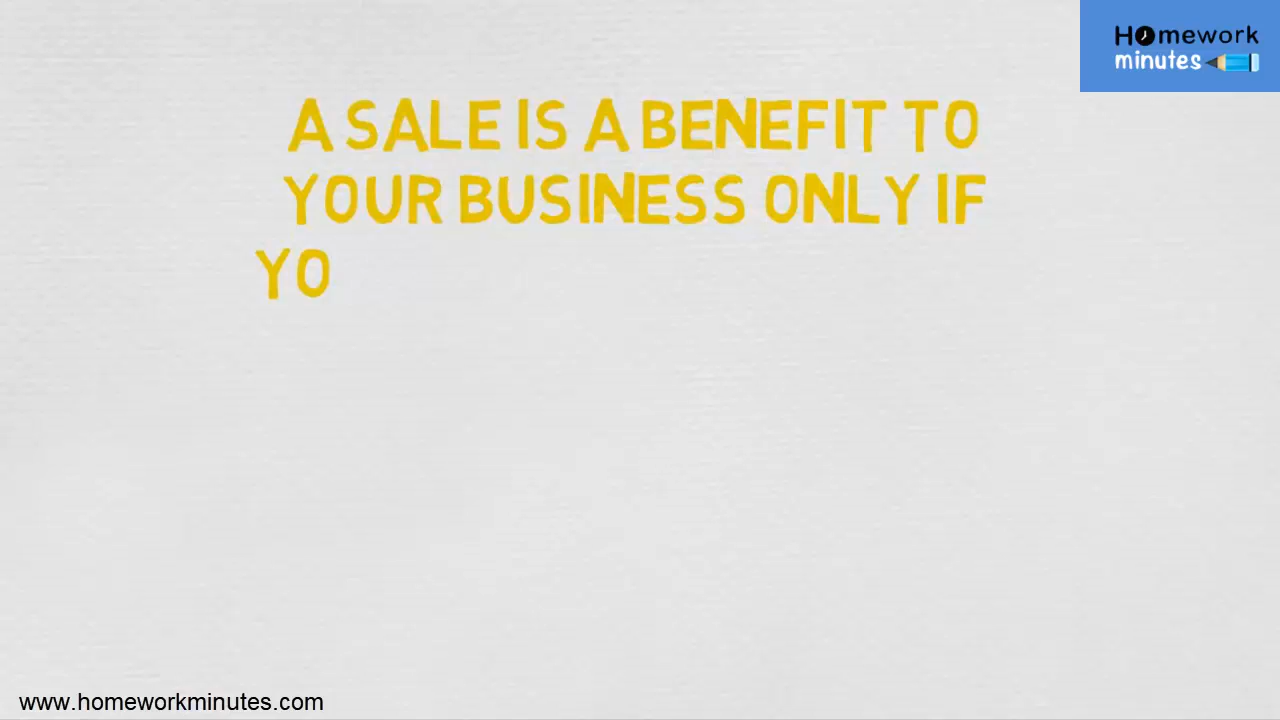 Homework
minutes
A SALE IS A BENEFIT TO
YOUR BUSINESS ONLY IF
YO
www.homeworkminutes.com